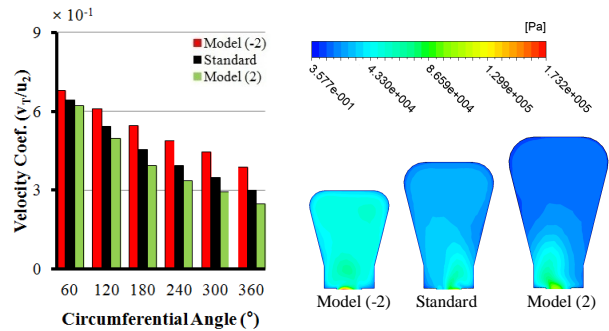 × 10⁻¹
9
6
3
0
Velocity Coef. (v_T/u₂)
Model (-2)
Standard
Model (2)
60 120 180 240 300 360
Circumferential Angle (°)
[Pa]
3.577e-001 4.330e+004 8.659e+004 1.299e+005 1.732e+005
Model (-2) Standard Model (2)